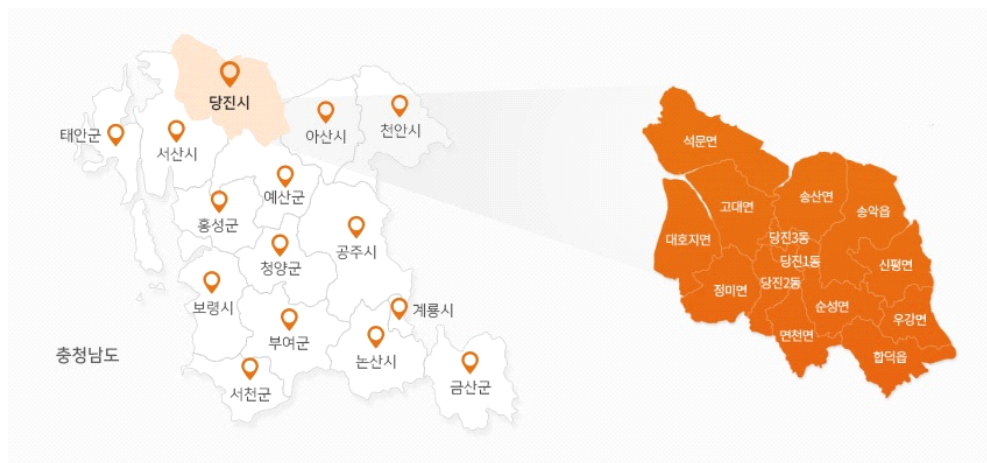 당진시
아산시
천안시
태안군
서산시
예산군
홍성군
공주시
청양군
보령시
계룡시
부여군
논산시
충청남도
서천군
금산군
석문면
고대면
송산면
송악읍
대호지면
당진3동
당진1동
신평면
정미면
당진2동
순성면
우강면
면천면
합덕읍